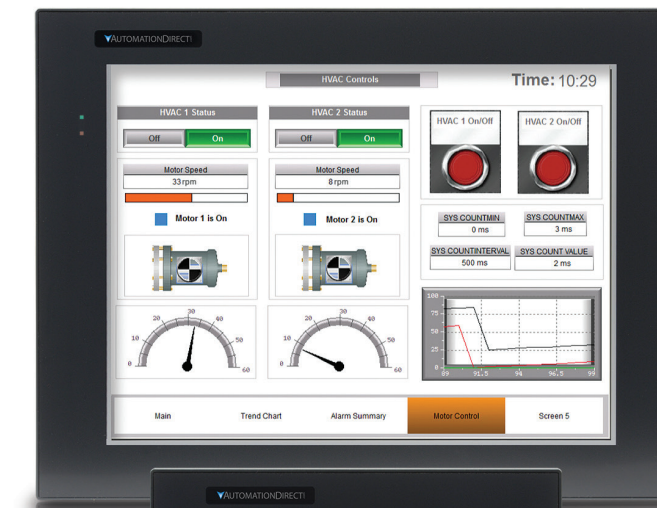 AUTOMATIONDIRECT
HVAC Controls
Time: 10:29
HVAC 1 Status
HVAC 2 Status
Off On
Off On
HVAC 1 On/Off
HVAC 2 On/Off
Motor Speed
33 rpm
Motor Speed
8 rpm
Motor 1 is On
Motor 2 is On
SYS COUNTMIN
0 ms
SYS COUNTMAX
3 ms
SYS COUNTINTERVAL
500 ms
SYS COUNT VALUE
2 ms
0 10 20 30 40 50 60
0 10 20 30 40 50 60
100
75
50
25
0
89 91.5 94 96.5 99
Main
Trend Chart
Alarm Summary
Motor Control
Screen 5
AUTOMATIONDIRECT